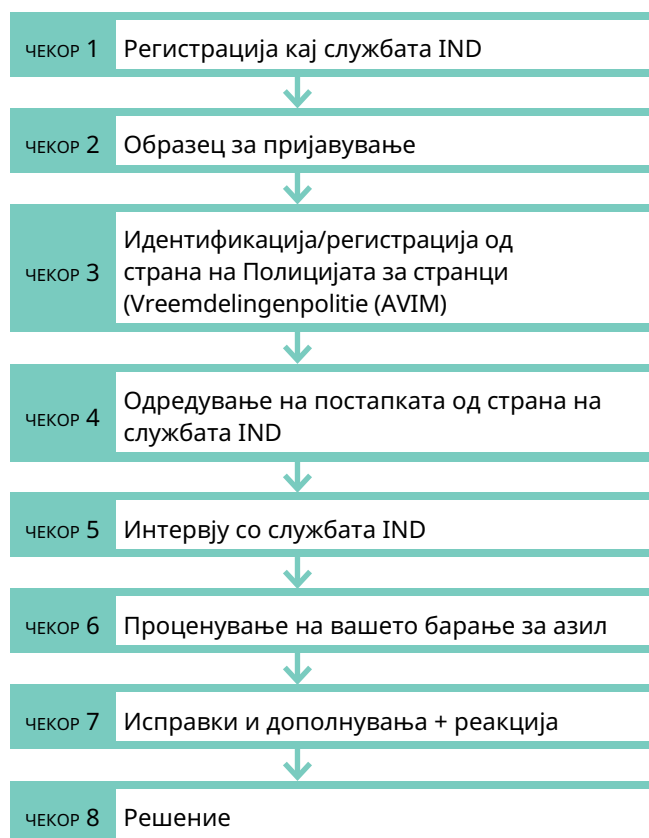 ЧЕКОР 1 Регистрација кај службата IND
ЧЕКОР 2 Образец за пријавување
ЧЕКОР 3 Идентификација/регистрација од
страна на Полицијата за странци
(Vreemdelingenpolitie (AVIM)
ЧЕКОР 4 Одредување на постапката од страна на
службата IND
ЧЕКОР 5 Интервју со службата IND
ЧЕКОР 6 Проценување на вашето барање за азил
ЧЕКОР 7 Исправки и дополнувања + реакција
ЧЕКОР 8 Решение